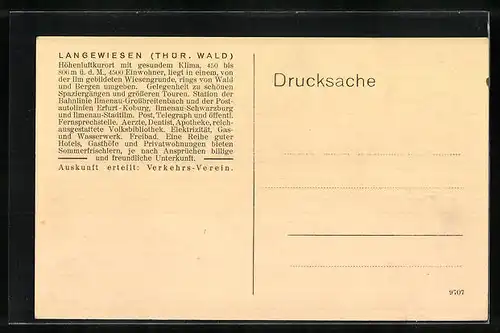 LANGEWIESEN (THÜR. WALD)
Höhenluftkurort mit gesundem Klima, 450 bis
800 m ü. d. M., 4500 Einwohner, liegt in einem, von
der Ilm gebildeten Wiesengrunde, rings von Wald
und Bergen umgeben. Gelegenheit zu schönen
Spaziergängen und größeren Touren. Station der
Bahnlinie Ilmenau-Großbreitenbach und der Post-
autolinien Erfurt-Koburg, Ilmenau-Schwarzburg
und Ilmenau-Stadtilm. Post, Telegraph und öffentl.
Fernsprechstelle. Aerzte, Dentist, Apotheke, reich-
ausgestattete Volksbibliothek. Elektrizität, Gas-
und Wasserwerk. Freibad. Eine Reihe guter
Hotels, Gasthöfe und Privatwohnungen bieten
Sommerfrischlern, je nach Ansprüchen billige
und freundliche Unterkunft.
Auskunft erteilt: Verkehrs-Verein.
Drucksache
9707